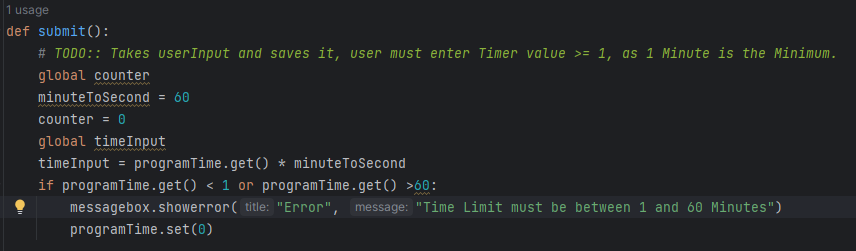 1 usage
def submit():
# TODO:: Takes userInput and saves it, user must enter Timer value >= 1, as 1 Minute is the Minimum.
global counter
minuteToSecond = 60
counter = 0
global timeInput
timeInput = programTime.get() * minuteToSecond
if programTime.get() < 1 or programTime.get() >60:
messagebox.showerror( title: "Error", message: "Time Limit must be between 1 and 60 Minutes")
programTime.set(0)